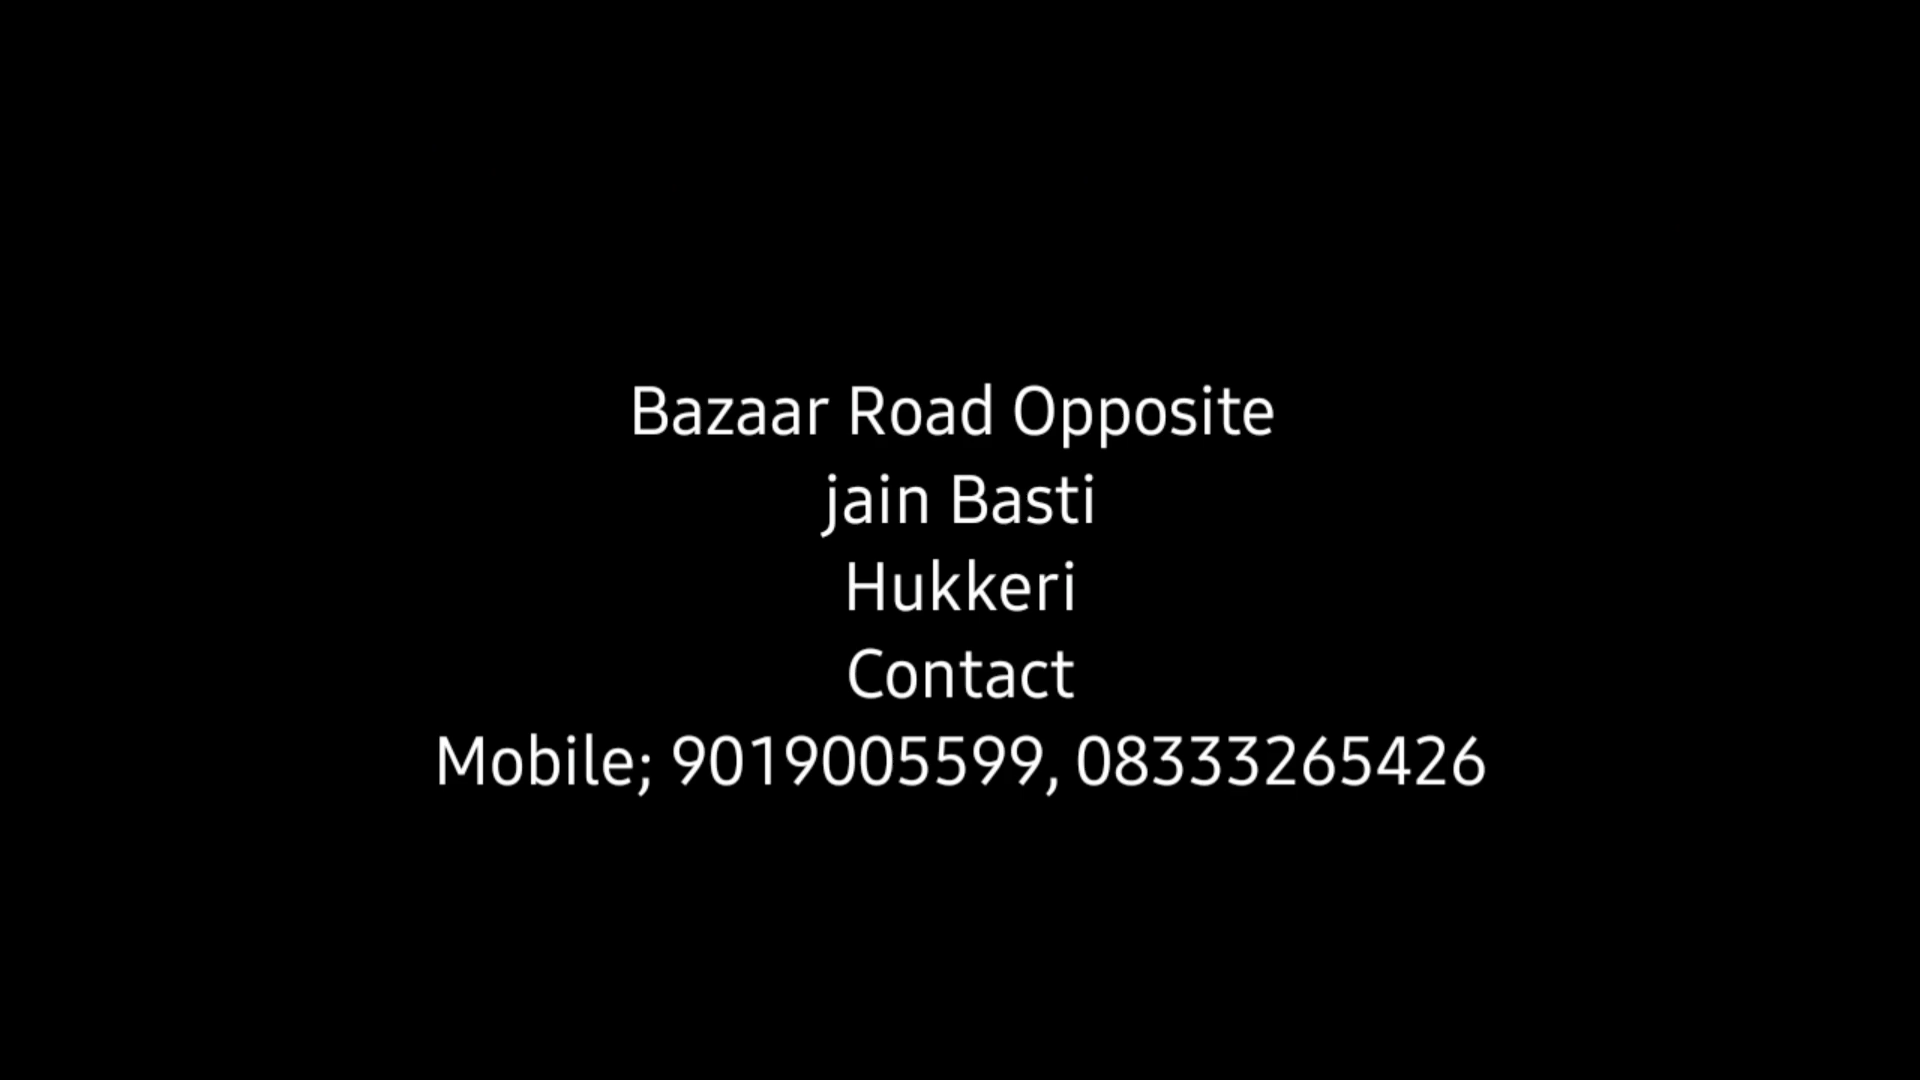 Bazaar Road Opposite
jain Basti
Hukkeri
Contact
Mobile; 9019005599, 08333265426